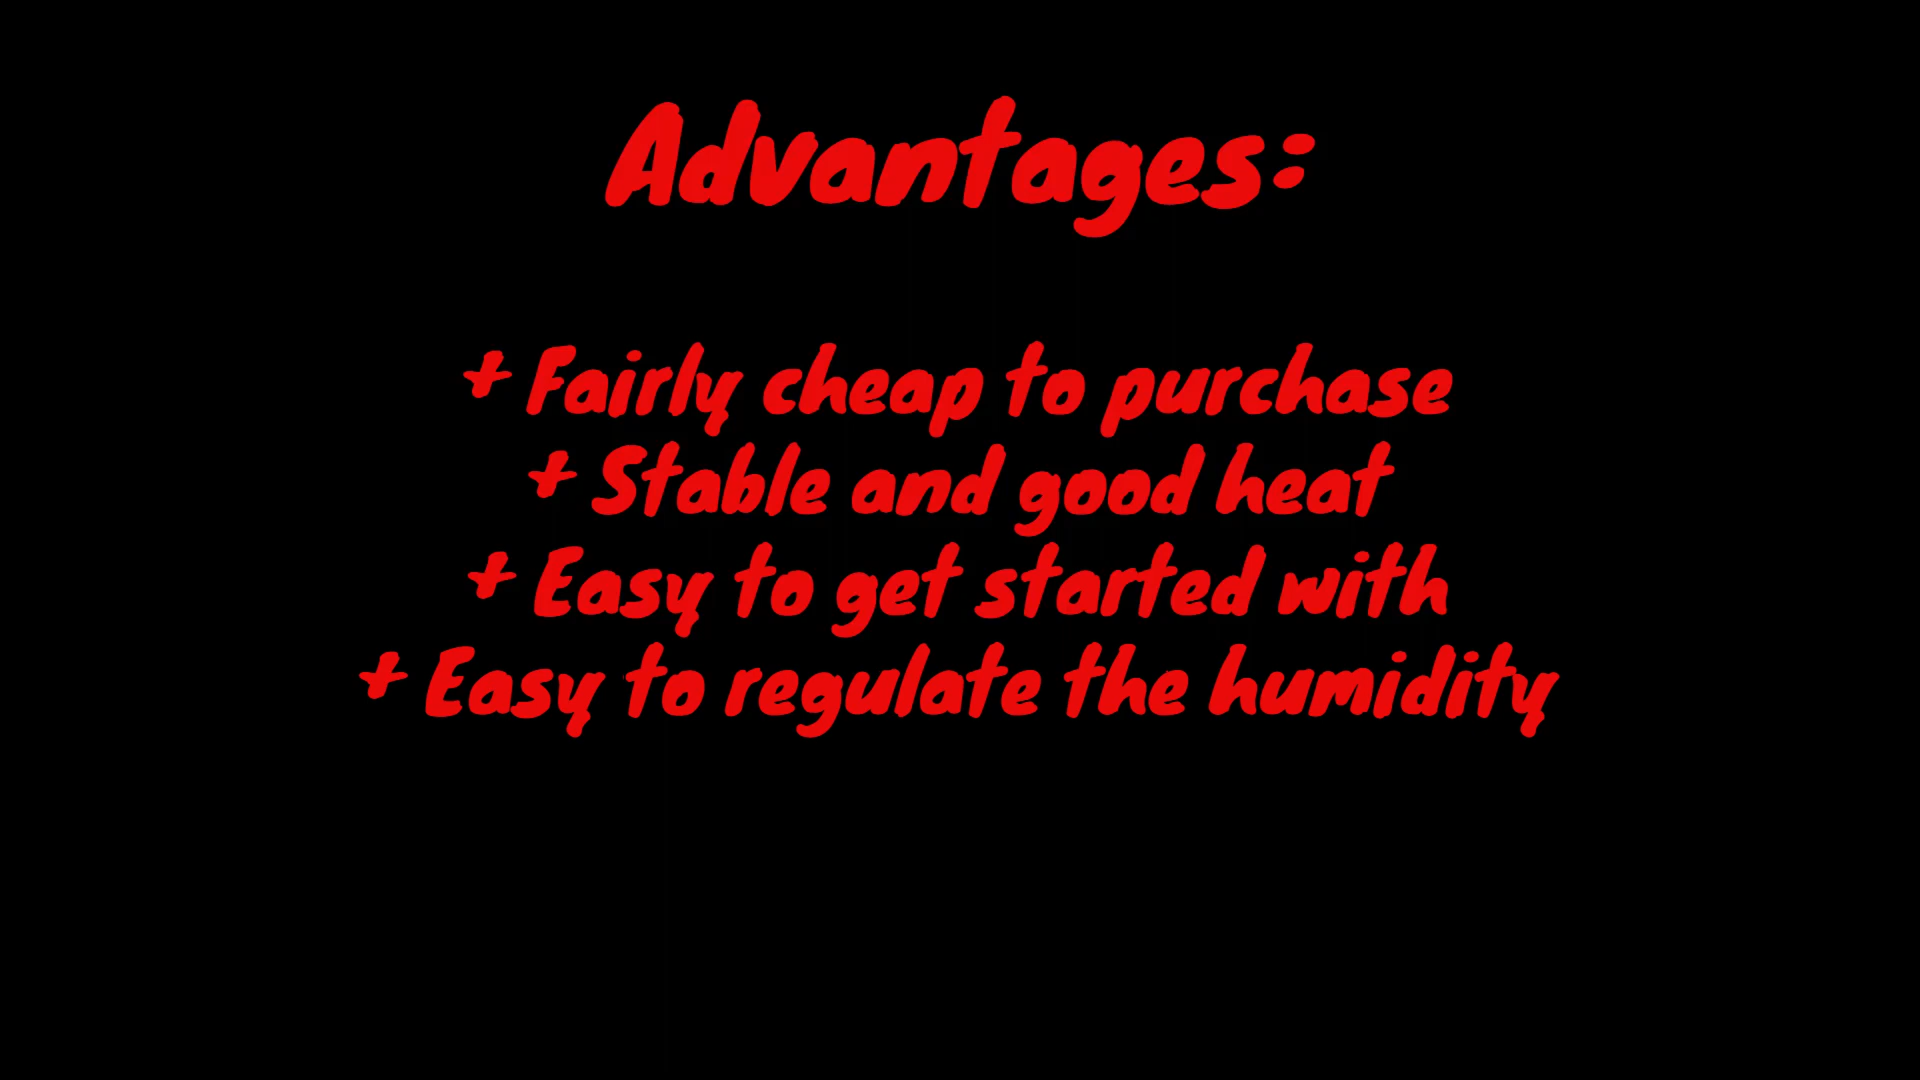 Advantages:
+ Fairly cheap to purchase
+ Stable and good heat
+ Easy to get started with
+ Easy to regulate the humidity